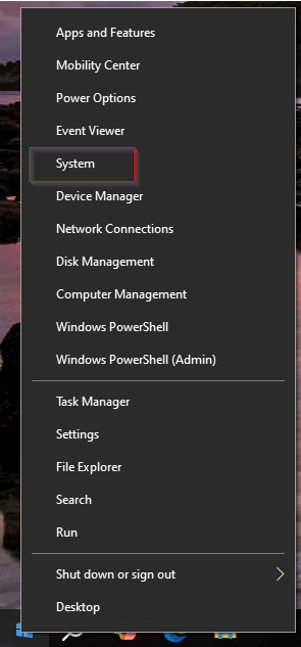 Apps and Features
Mobility Center
Power Options
Event Viewer
System
Device Manager
Network Connections
Disk Management
Computer Management
Windows PowerShell
Windows PowerShell (Admin)
Task Manager
Settings
File Explorer
Search
Run
Shut down or sign out
Desktop